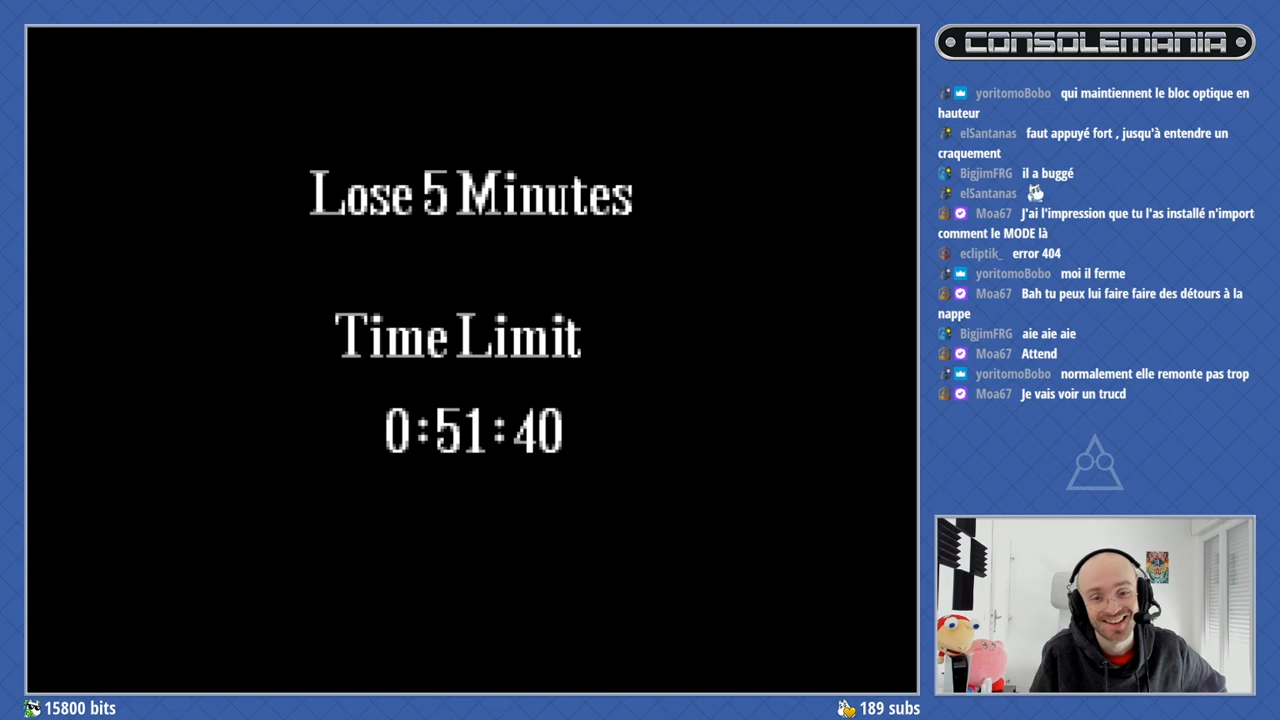 Lose 5 Minutes
Time Limit
0:51:40
CONSOLEMANIA
yoritomoBobo qui maintiennent le bloc optique en
hauteur
elSantanas faut appuyé fort , jusqu'à entendre un
craquement
BigjimFRG il a buggé
elSantanas
Moa67 J'ai l'impression que tu l'as installé n'import
comment le MODE là
ecliptik_ error 404
yoritomoBobo moi il ferme
Moa67 Bah tu peux lui faire faire des détours à la
nappe
BigjimFRG aie aie aie
Moa67 Attend
yoritomoBobo normalement elle remonte pas trop
Moa67 Je vais voir un trucd
15800 bits
189 subs